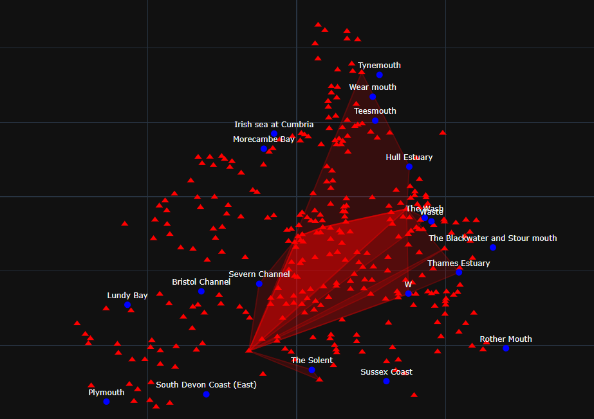 Tynemouth
Wear mouth
Teesmouth
Irish sea at Cumbria
Morecambe Bay
Hull Estuary
The Wash
Waste
The Blackwater and Stour mouth
Thames Estuary
Severn Channel
Bristol Channel
W
Lundy Bay
Rother Mouth
The Solent
Sussex Coast
South Devon Coast (East)
Plymouth